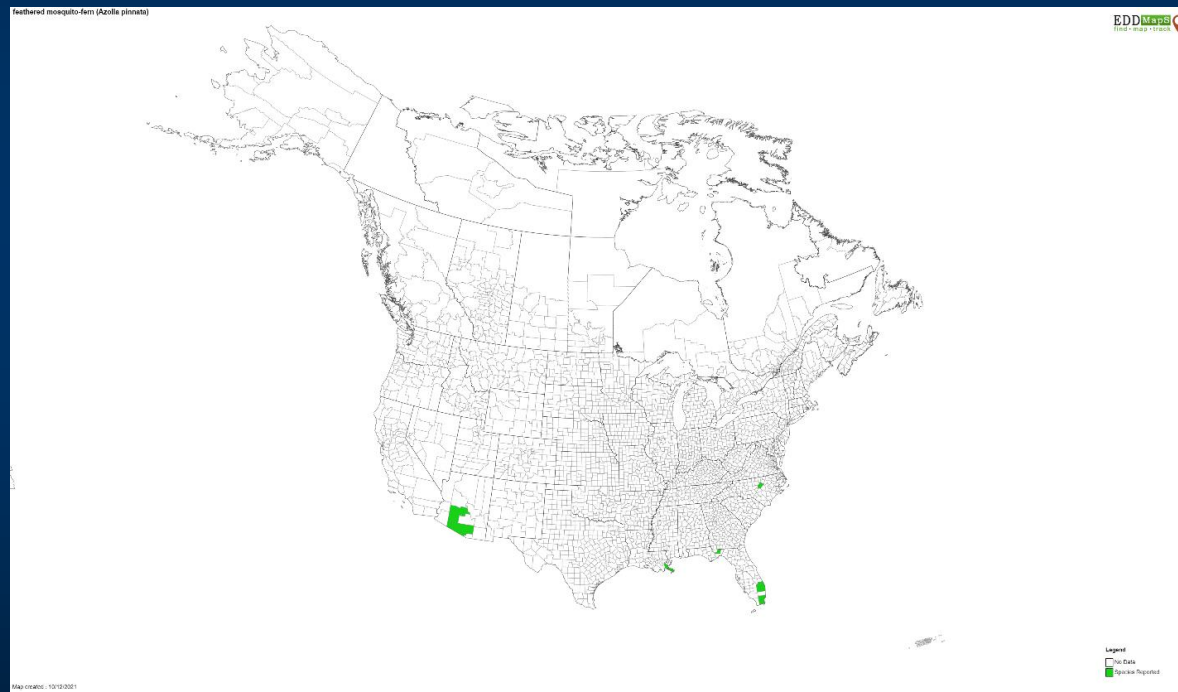 feathered mosquito-fern (Azolla pinnata)
EDDMapS
find • map • track
Legend
No Data
Species Reported
Map created : 10/12/2021